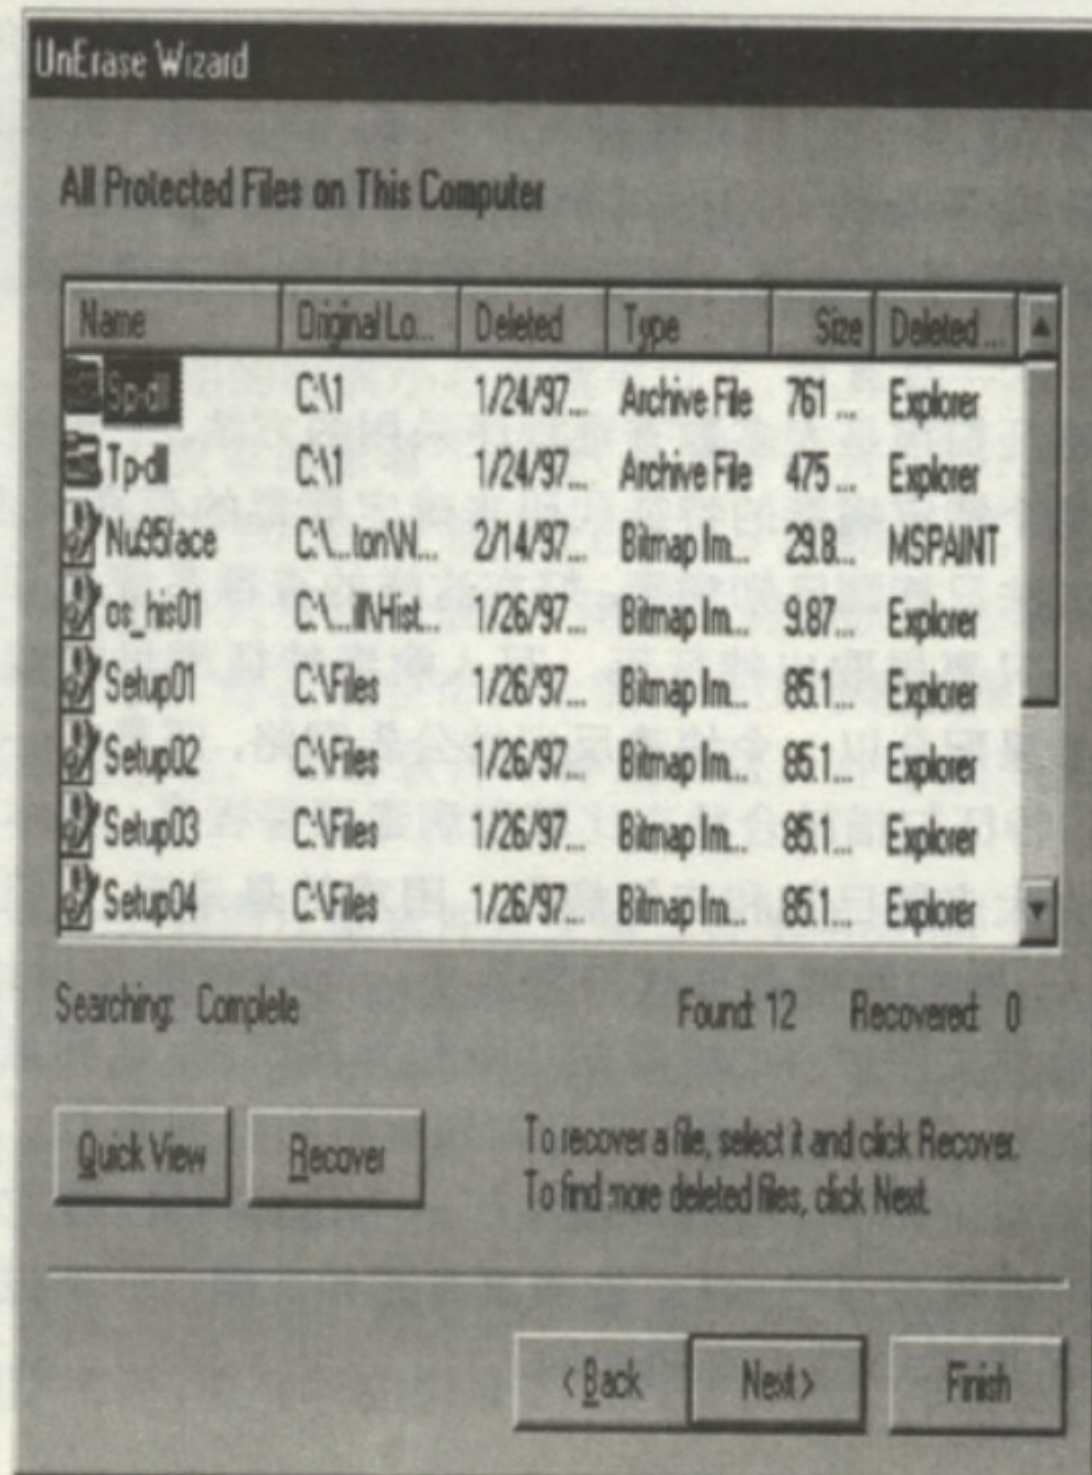 UnErase Wizard
All Protected Files on This Computer
Name Original Lo... Deleted Type Size Deleted ...
Sp-dll C:\1 1/24/97... Archive File 761 ... Explorer
Tp-dll C:\1 1/24/97... Archive File 475 ... Explorer
Nu95face C:\...ton\N... 2/14/97... Bitmap Im... 29.8... MSPAINT
os_his01 C:\...ill\Hist... 1/26/97... Bitmap Im... 9.87... Explorer
Setup01 C:\Files 1/26/97... Bitmap Im... 85.1... Explorer
Setup02 C:\Files 1/26/97... Bitmap Im... 85.1... Explorer
Setup03 C:\Files 1/26/97... Bitmap Im... 85.1... Explorer
Setup04 C:\Files 1/26/97... Bitmap Im... 85.1... Explorer
Searching: Complete Found: 12 Recovered: 0
Quick View Recover
To recover a file, select it and click Recover.
To find more deleted files, click Next.
< Back Next > Finish